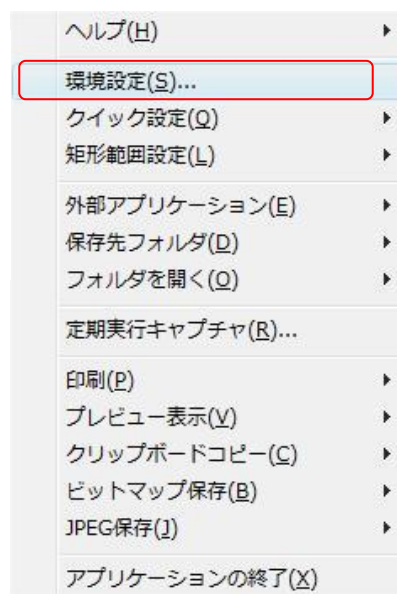 ヘルプ(H)
環境設定(S)...
クイック設定(Q)
矩形範囲設定(L)
外部アプリケーション(E)
保存先フォルダ(D)
フォルダを開く(O)
定期実行キャプチャ(R)...
印刷(P)
プレビュー表示(V)
クリップボードコピー(C)
ビットマップ保存(B)
JPEG保存(J)
アプリケーションの終了(X)